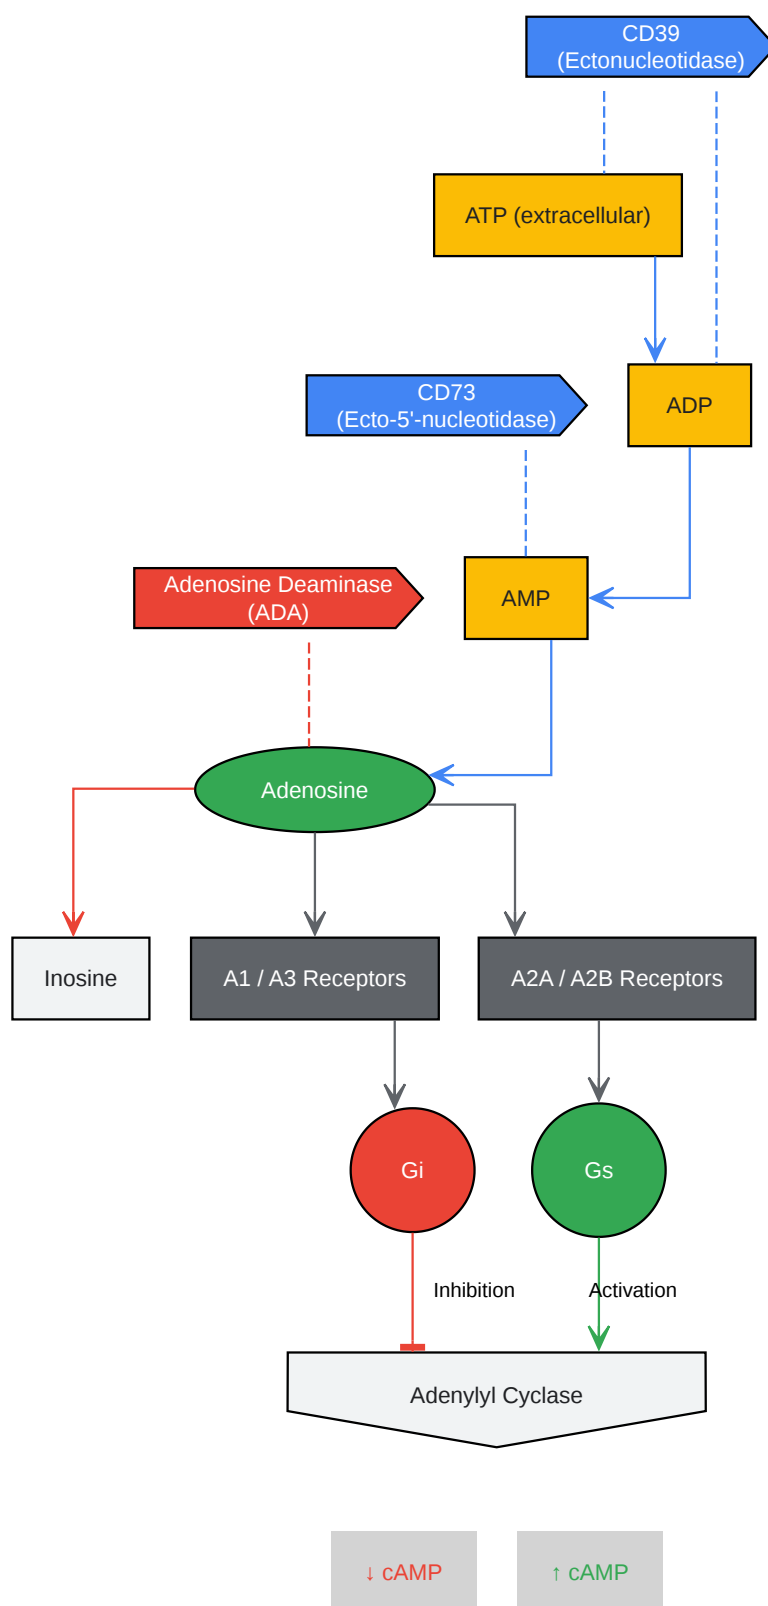 CD39
(Ectonucleotidase)
ATP (extracellular)
CD73
(Ecto-5'-nucleotidase)
ADP
Adenosine Deaminase
(ADA)
AMP
Adenosine
Inosine
A1 / A3 Receptors
A2A / A2B Receptors
Gi
Gs
Inhibition
Activation
Adenylyl Cyclase
↓ cAMP
↑ cAMP